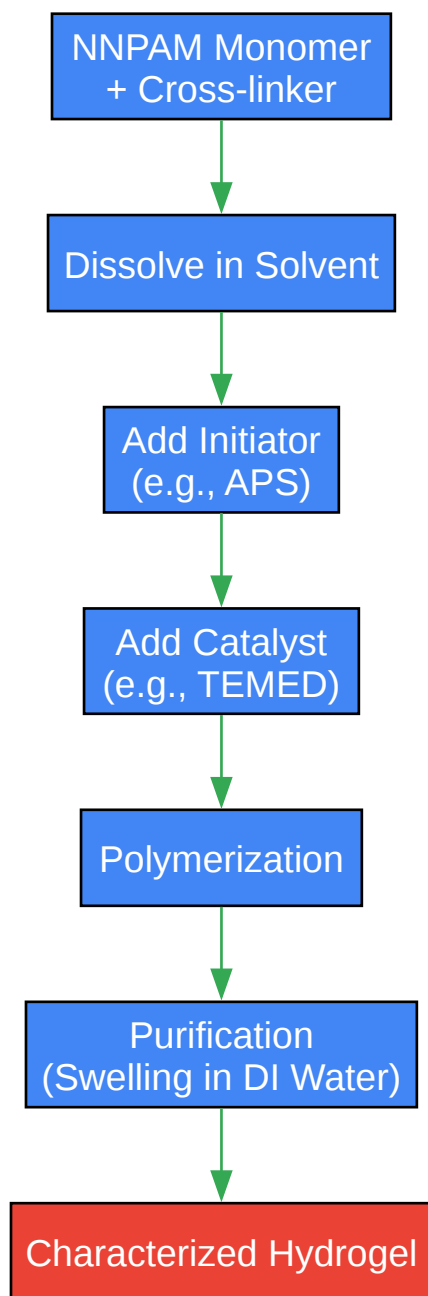 NNPAM Monomer
+ Cross-linker
Dissolve in Solvent
Add Initiator
(e.g., APS)
Add Catalyst
(e.g., TEMED)
Polymerization
Purification
(Swelling in DI Water)
Characterized Hydrogel